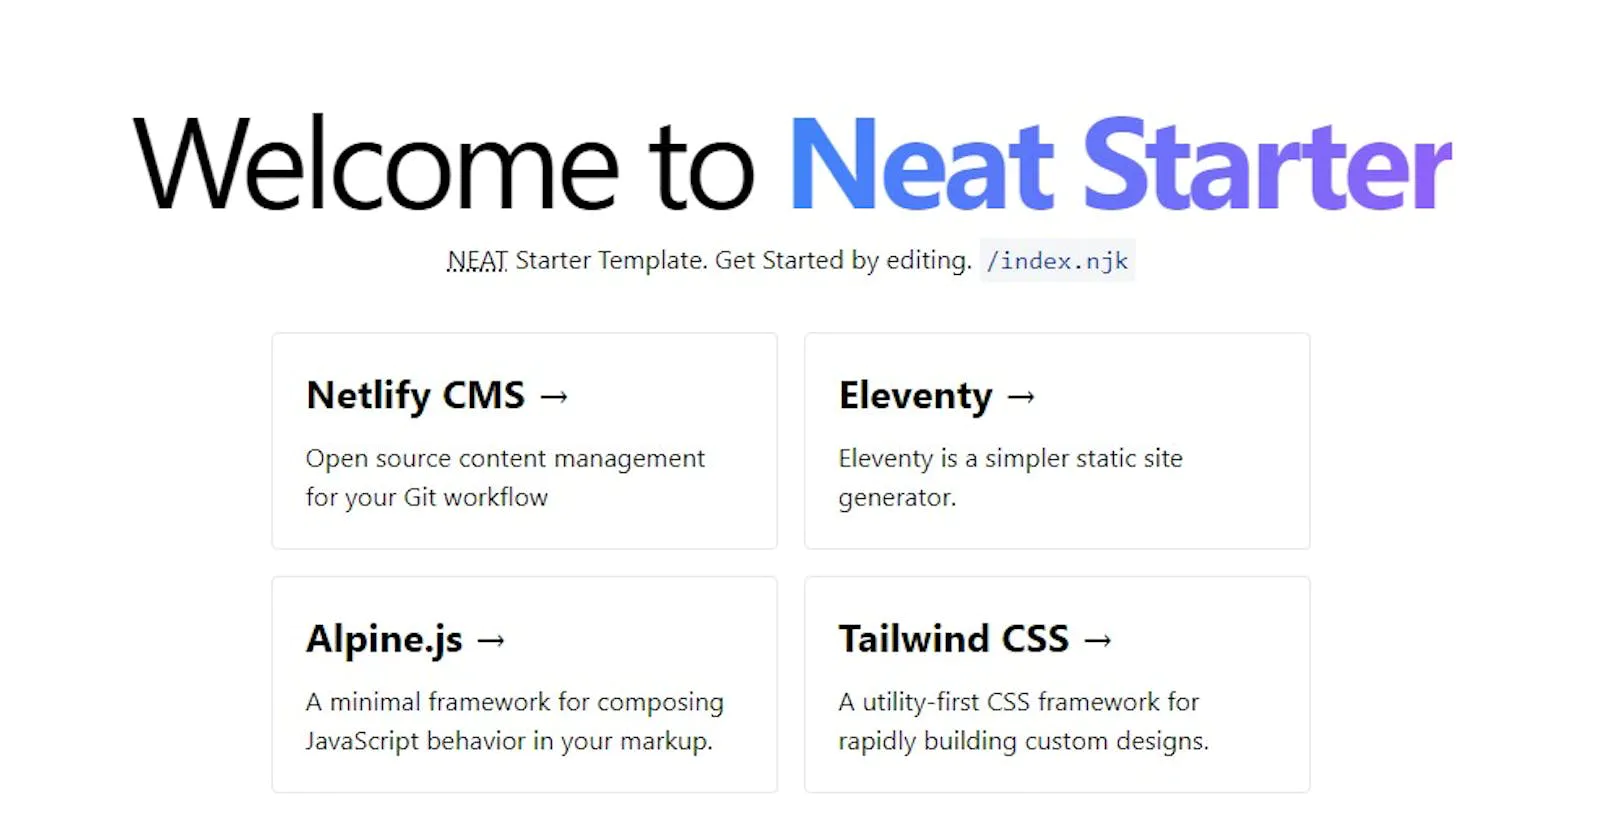 Welcome to Neat Starter
NEAT Starter Template. Get Started by editing. /index.njk
Netlify CMS →
Open source content management
for your Git workflow
Eleventy →
Eleventy is a simpler static site
generator.
Alpine.js →
A minimal framework for composing
JavaScript behavior in your markup.
Tailwind CSS →
A utility-first CSS framework for
rapidly building custom designs.